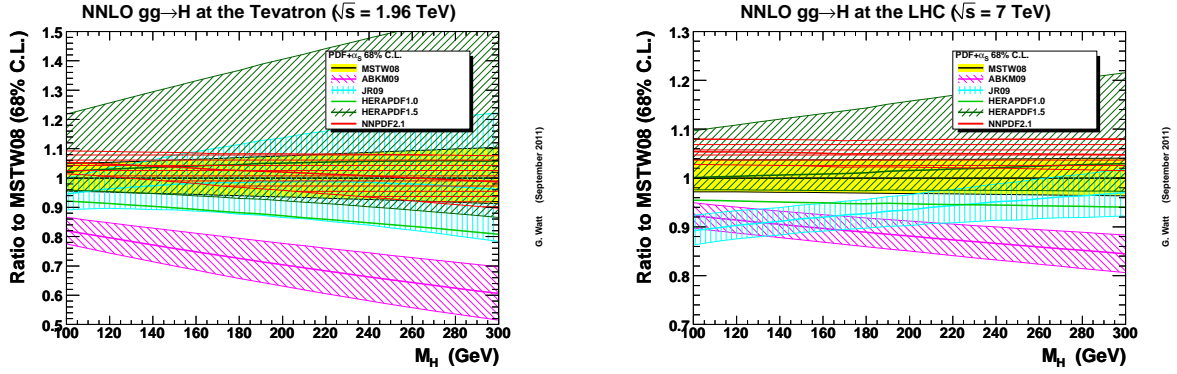 NNLO gg→H at the Tevatron (√s = 1.96 TeV)
Ratio to MSTW08 (68% C.L.)
1.5
1.4
1.3
1.2
1.1
1
0.9
0.8
0.7
0.6
0.5
PDF+αS 68% C.L.
MSTW08
ABKM09
JR09
HERAPDF1.0
HERAPDF1.5
NNPDF2.1
G. Watt (September 2011)
100 120 140 160 180 200 220 240 260 280 300
MH (GeV)
NNLO gg→H at the LHC (√s = 7 TeV)
Ratio to MSTW08 (68% C.L.)
1.3
1.2
1.1
1
0.9
0.8
0.7
PDF+αS 68% C.L.
MSTW08
ABKM09
JR09
HERAPDF1.0
HERAPDF1.5
NNPDF2.1
G. Watt (September 2011)
100 120 140 160 180 200 220 240 260 280 300
MH (GeV)